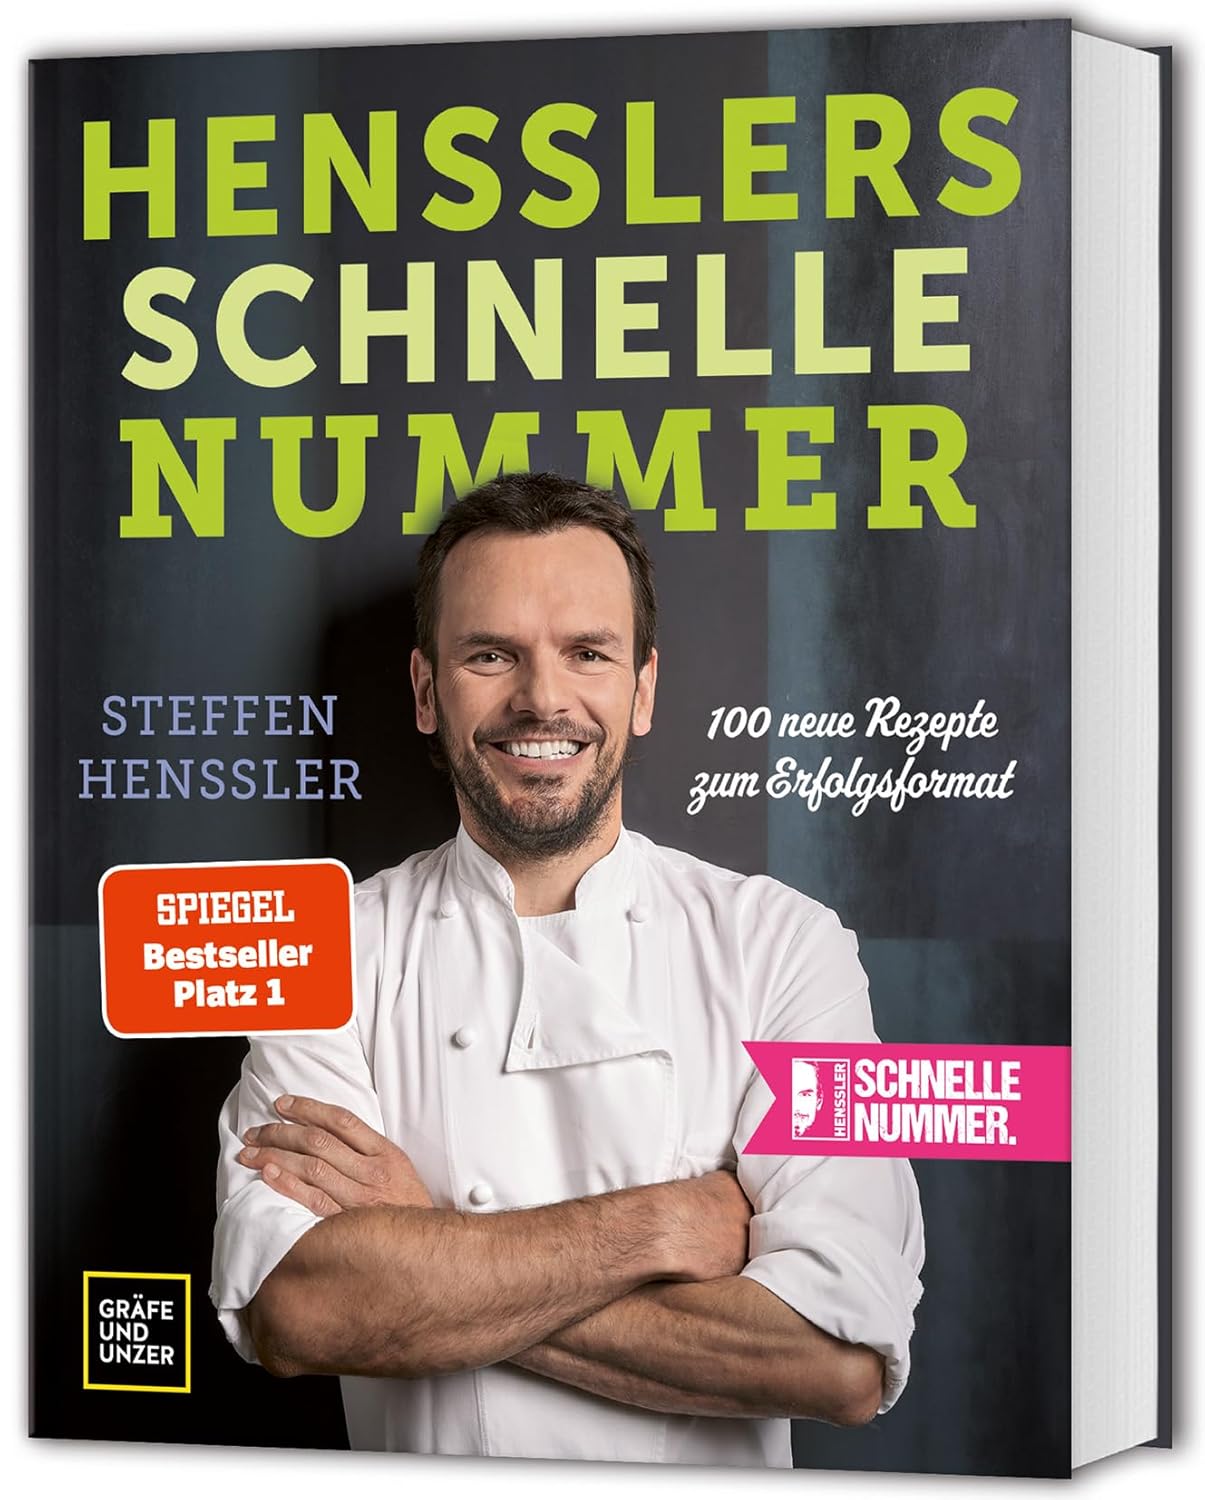 HENSSLERS
SCHNELLE
NUMMER
STEFFEN
HENSSLER
100 neue Rezepte
zum Erfolgsformat
SPIEGEL
Bestseller
Platz 1
HENSSLER
SCHNELLE
NUMMER.
GRÄFE
UND
UNZER